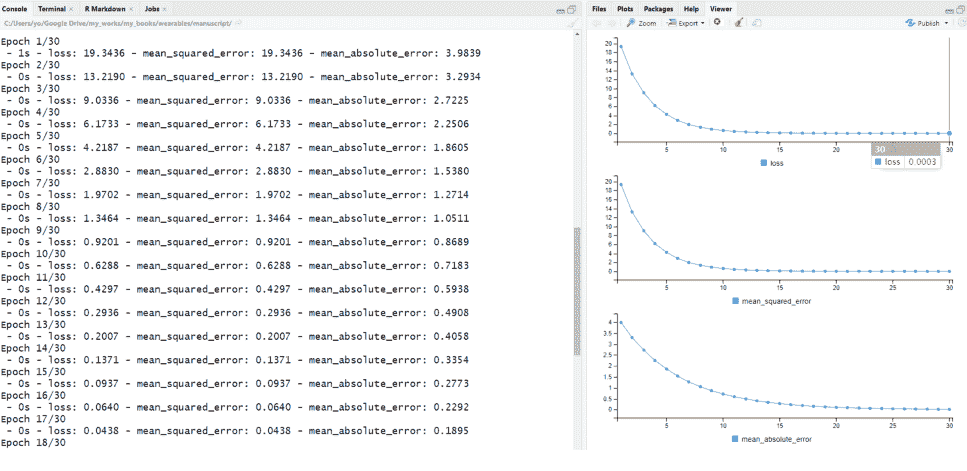 Console Terminal × R Markdown × Jobs ×
C:/Users/yo/Google Drive/my_works/my_books/wearables/manuscript/
Epoch 1/30
- 1s - loss: 19.3436 - mean_squared_error: 19.3436 - mean_absolute_error: 3.9839
Epoch 2/30
- 0s - loss: 13.2190 - mean_squared_error: 13.2190 - mean_absolute_error: 3.2934
Epoch 3/30
- 0s - loss: 9.0336 - mean_squared_error: 9.0336 - mean_absolute_error: 2.7225
Epoch 4/30
- 0s - loss: 6.1733 - mean_squared_error: 6.1733 - mean_absolute_error: 2.2506
Epoch 5/30
- 0s - loss: 4.2187 - mean_squared_error: 4.2187 - mean_absolute_error: 1.8605
Epoch 6/30
- 0s - loss: 2.8830 - mean_squared_error: 2.8830 - mean_absolute_error: 1.5380
Epoch 7/30
- 0s - loss: 1.9702 - mean_squared_error: 1.9702 - mean_absolute_error: 1.2714
Epoch 8/30
- 0s - loss: 1.3464 - mean_squared_error: 1.3464 - mean_absolute_error: 1.0511
Epoch 9/30
- 0s - loss: 0.9201 - mean_squared_error: 0.9201 - mean_absolute_error: 0.8689
Epoch 10/30
- 0s - loss: 0.6288 - mean_squared_error: 0.6288 - mean_absolute_error: 0.7183
Epoch 11/30
- 0s - loss: 0.4297 - mean_squared_error: 0.4297 - mean_absolute_error: 0.5938
Epoch 12/30
- 0s - loss: 0.2936 - mean_squared_error: 0.2936 - mean_absolute_error: 0.4908
Epoch 13/30
- 0s - loss: 0.2007 - mean_squared_error: 0.2007 - mean_absolute_error: 0.4058
Epoch 14/30
- 0s - loss: 0.1371 - mean_squared_error: 0.1371 - mean_absolute_error: 0.3354
Epoch 15/30
- 0s - loss: 0.0937 - mean_squared_error: 0.0937 - mean_absolute_error: 0.2773
Epoch 16/30
- 0s - loss: 0.0640 - mean_squared_error: 0.0640 - mean_absolute_error: 0.2292
Epoch 17/30
- 0s - loss: 0.0438 - mean_squared_error: 0.0438 - mean_absolute_error: 0.1895
Epoch 18/30
Files Plots Packages Help Viewer
Zoom Export Publish
20
18
16
14
12
10
8
6
4
2
0
5 10 15 20 25 30
30
loss 0.0003
loss
20
18
16
14
12
10
8
6
4
2
0
5 10 15 20 25 30
mean_squared_error
4
3.5
3
2.5
2
1.5
1
0.5
0
5 10 15 20 25 30
mean_absolute_error